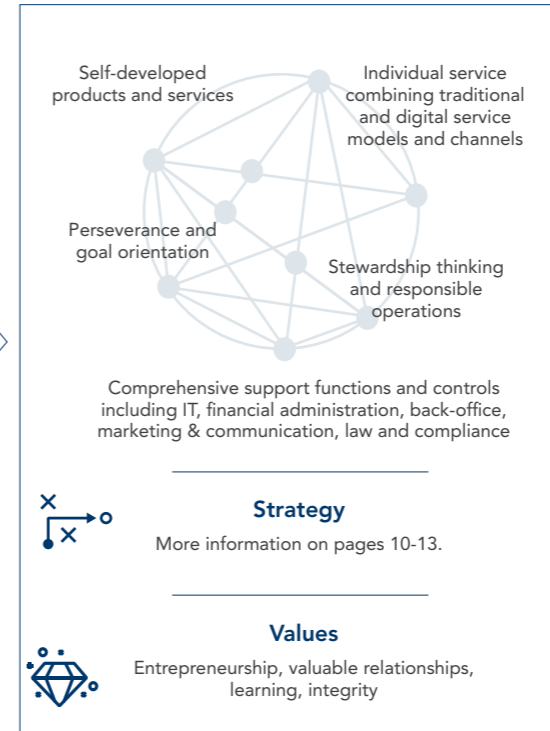 Self-developed
products and services
Individual service
combining traditional
and digital service
models and channels
Perseverance and
goal orientation
Stewardship thinking
and responsible
operations
Comprehensive support functions and controls
including IT, financial administration, back-office,
marketing & communication, law and compliance
Strategy
More information on pages 10-13.
Values
Entrepreneurship, valuable relationships,
learning, integrity